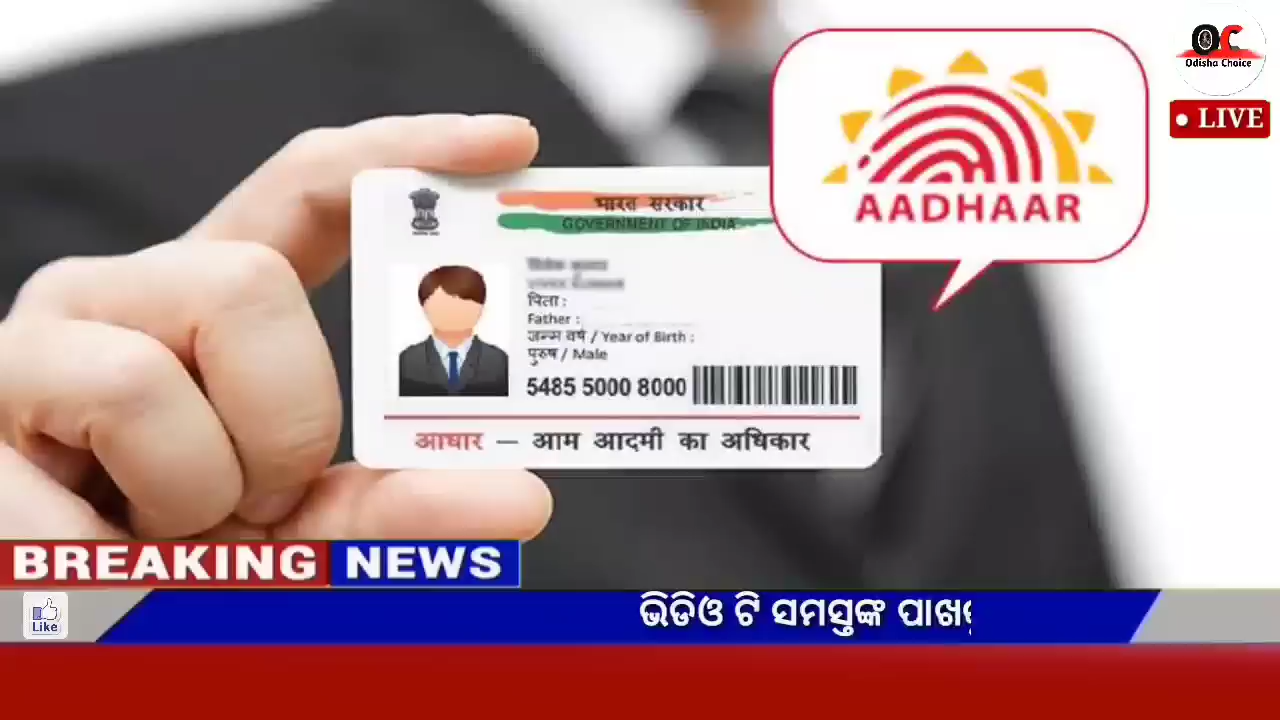 OC
Odisha Choice
LIVE
AADHAAR
भारत सरकार
GOVERNMENT OF INDIA
पिता :
Father :
जन्म वर्ष / Year of Birth :
पुरुष / Male
5485 5000 8000
आधार — आम आदमी का अधिकार
BREAKING NEWS
Like
ଭିଡିଓ ଟି ସମସ୍ତଙ୍କ